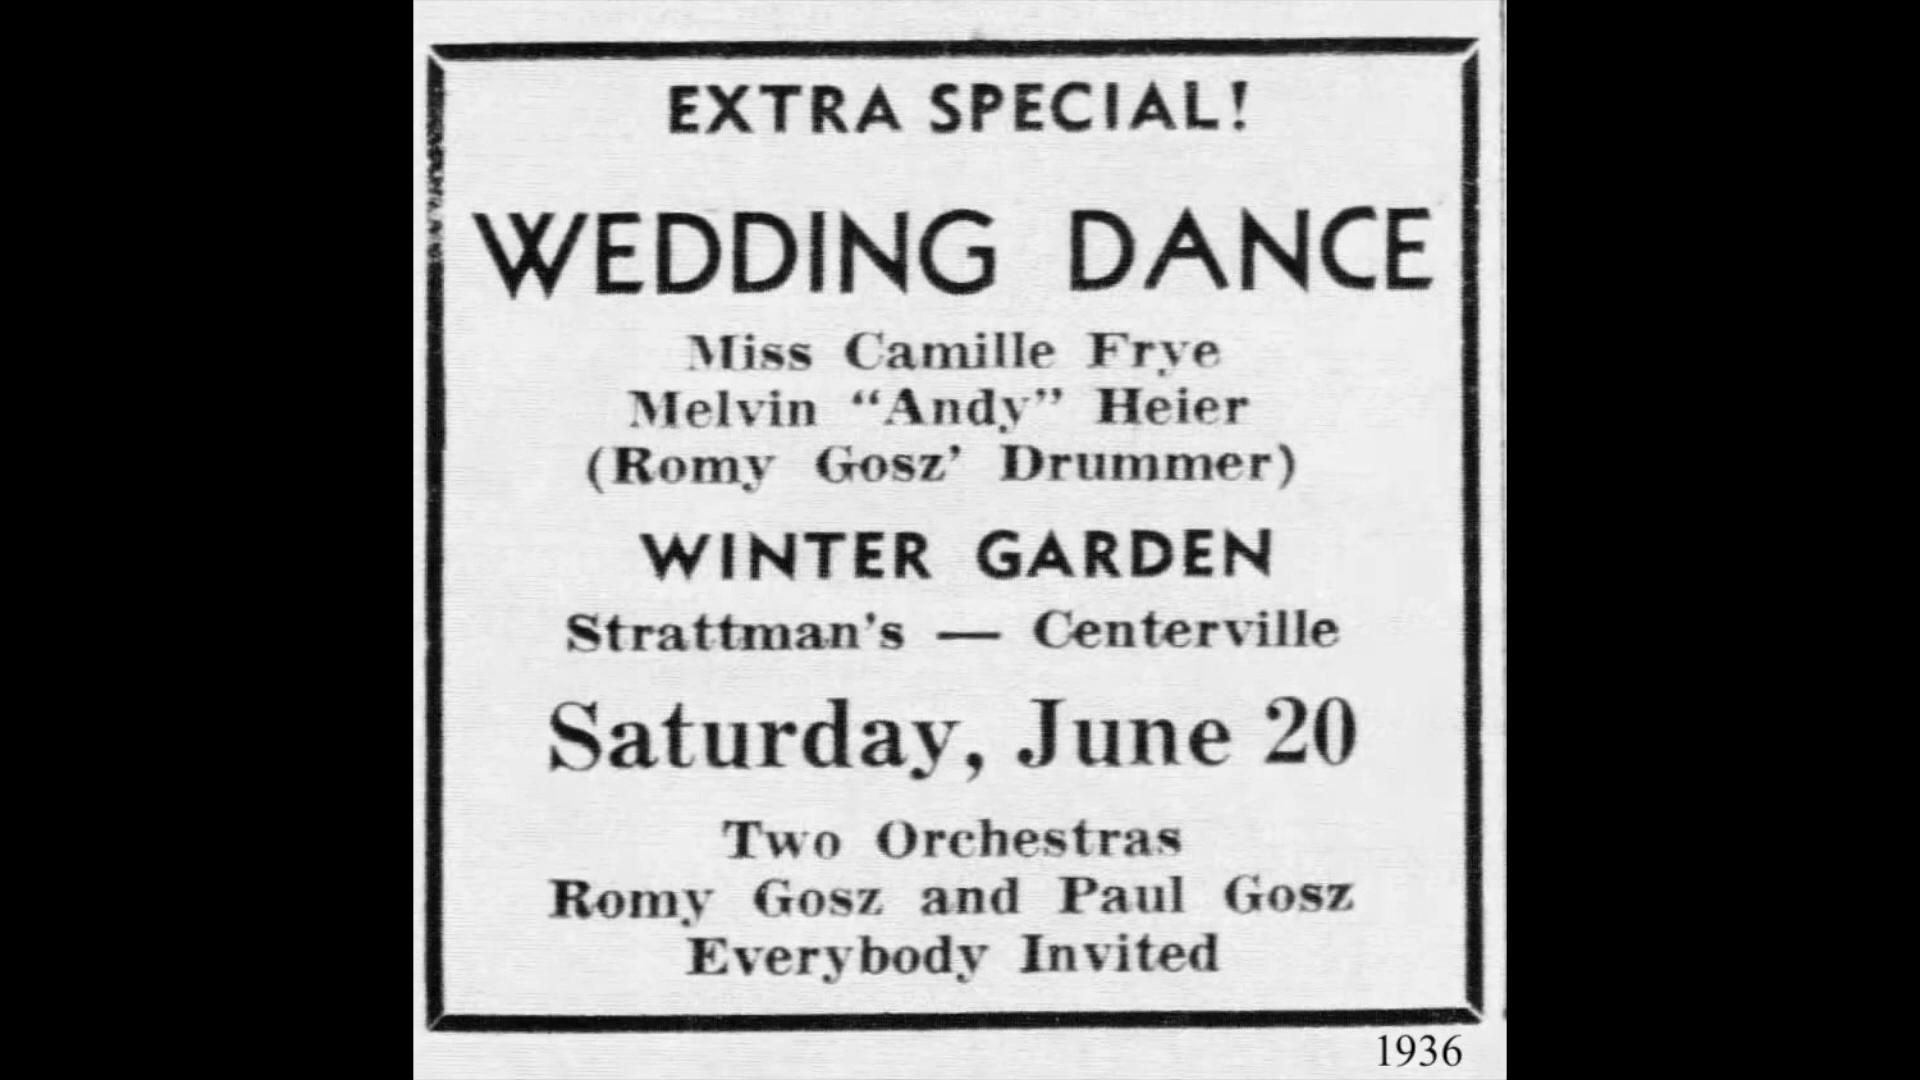 EXTRA SPECIAL!
WEDDING DANCE
Miss Camille Frye
Melvin “Andy” Heier
(Romy Gosz’ Drummer)
WINTER GARDEN
Strattman’s — Centerville
Saturday, June 20
Two Orchestras
Romy Gosz and Paul Gosz
Everybody Invited
1936